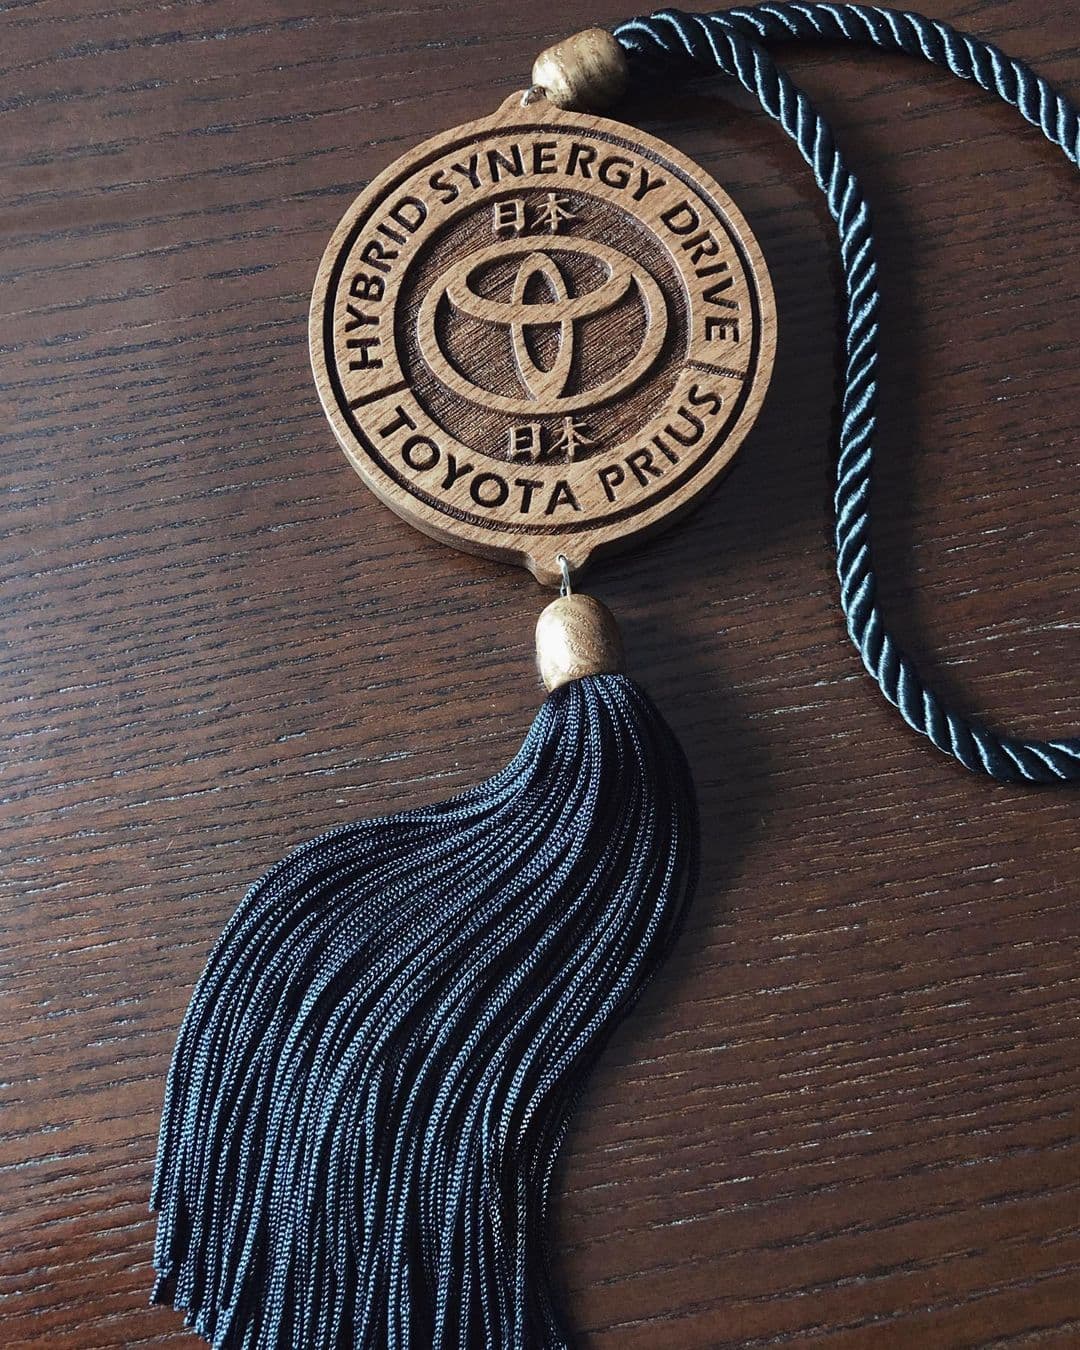 HYBRID SYNERGY DRIVE
日本
日本
TOYOTA PRIUS